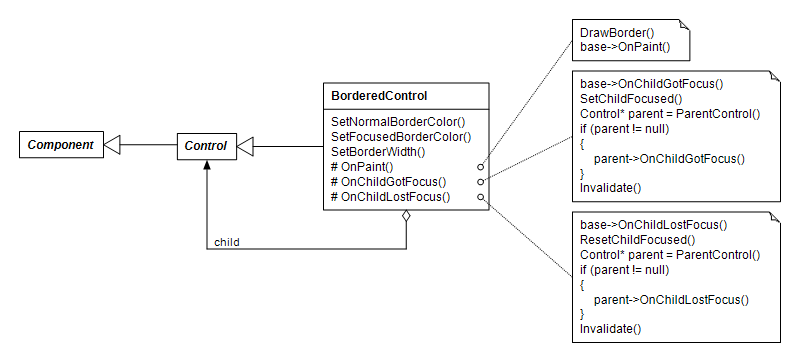 Component
Control
child
BorderedControl
SetNormalBorderColor()
SetFocusedBorderColor()
SetBorderWidth()
# OnPaint()
# OnChildGotFocus()
# OnChildLostFocus()
DrawBorder()
base->OnPaint()
base->OnChildGotFocus()
SetChildFocused()
Control* parent = ParentControl()
if (parent != null)
{
parent->OnChildGotFocus()
}
Invalidate()
base->OnChildLostFocus()
ResetChildFocused()
Control* parent = ParentControl()
if (parent != null)
{
parent->OnChildLostFocus()
}
Invalidate()